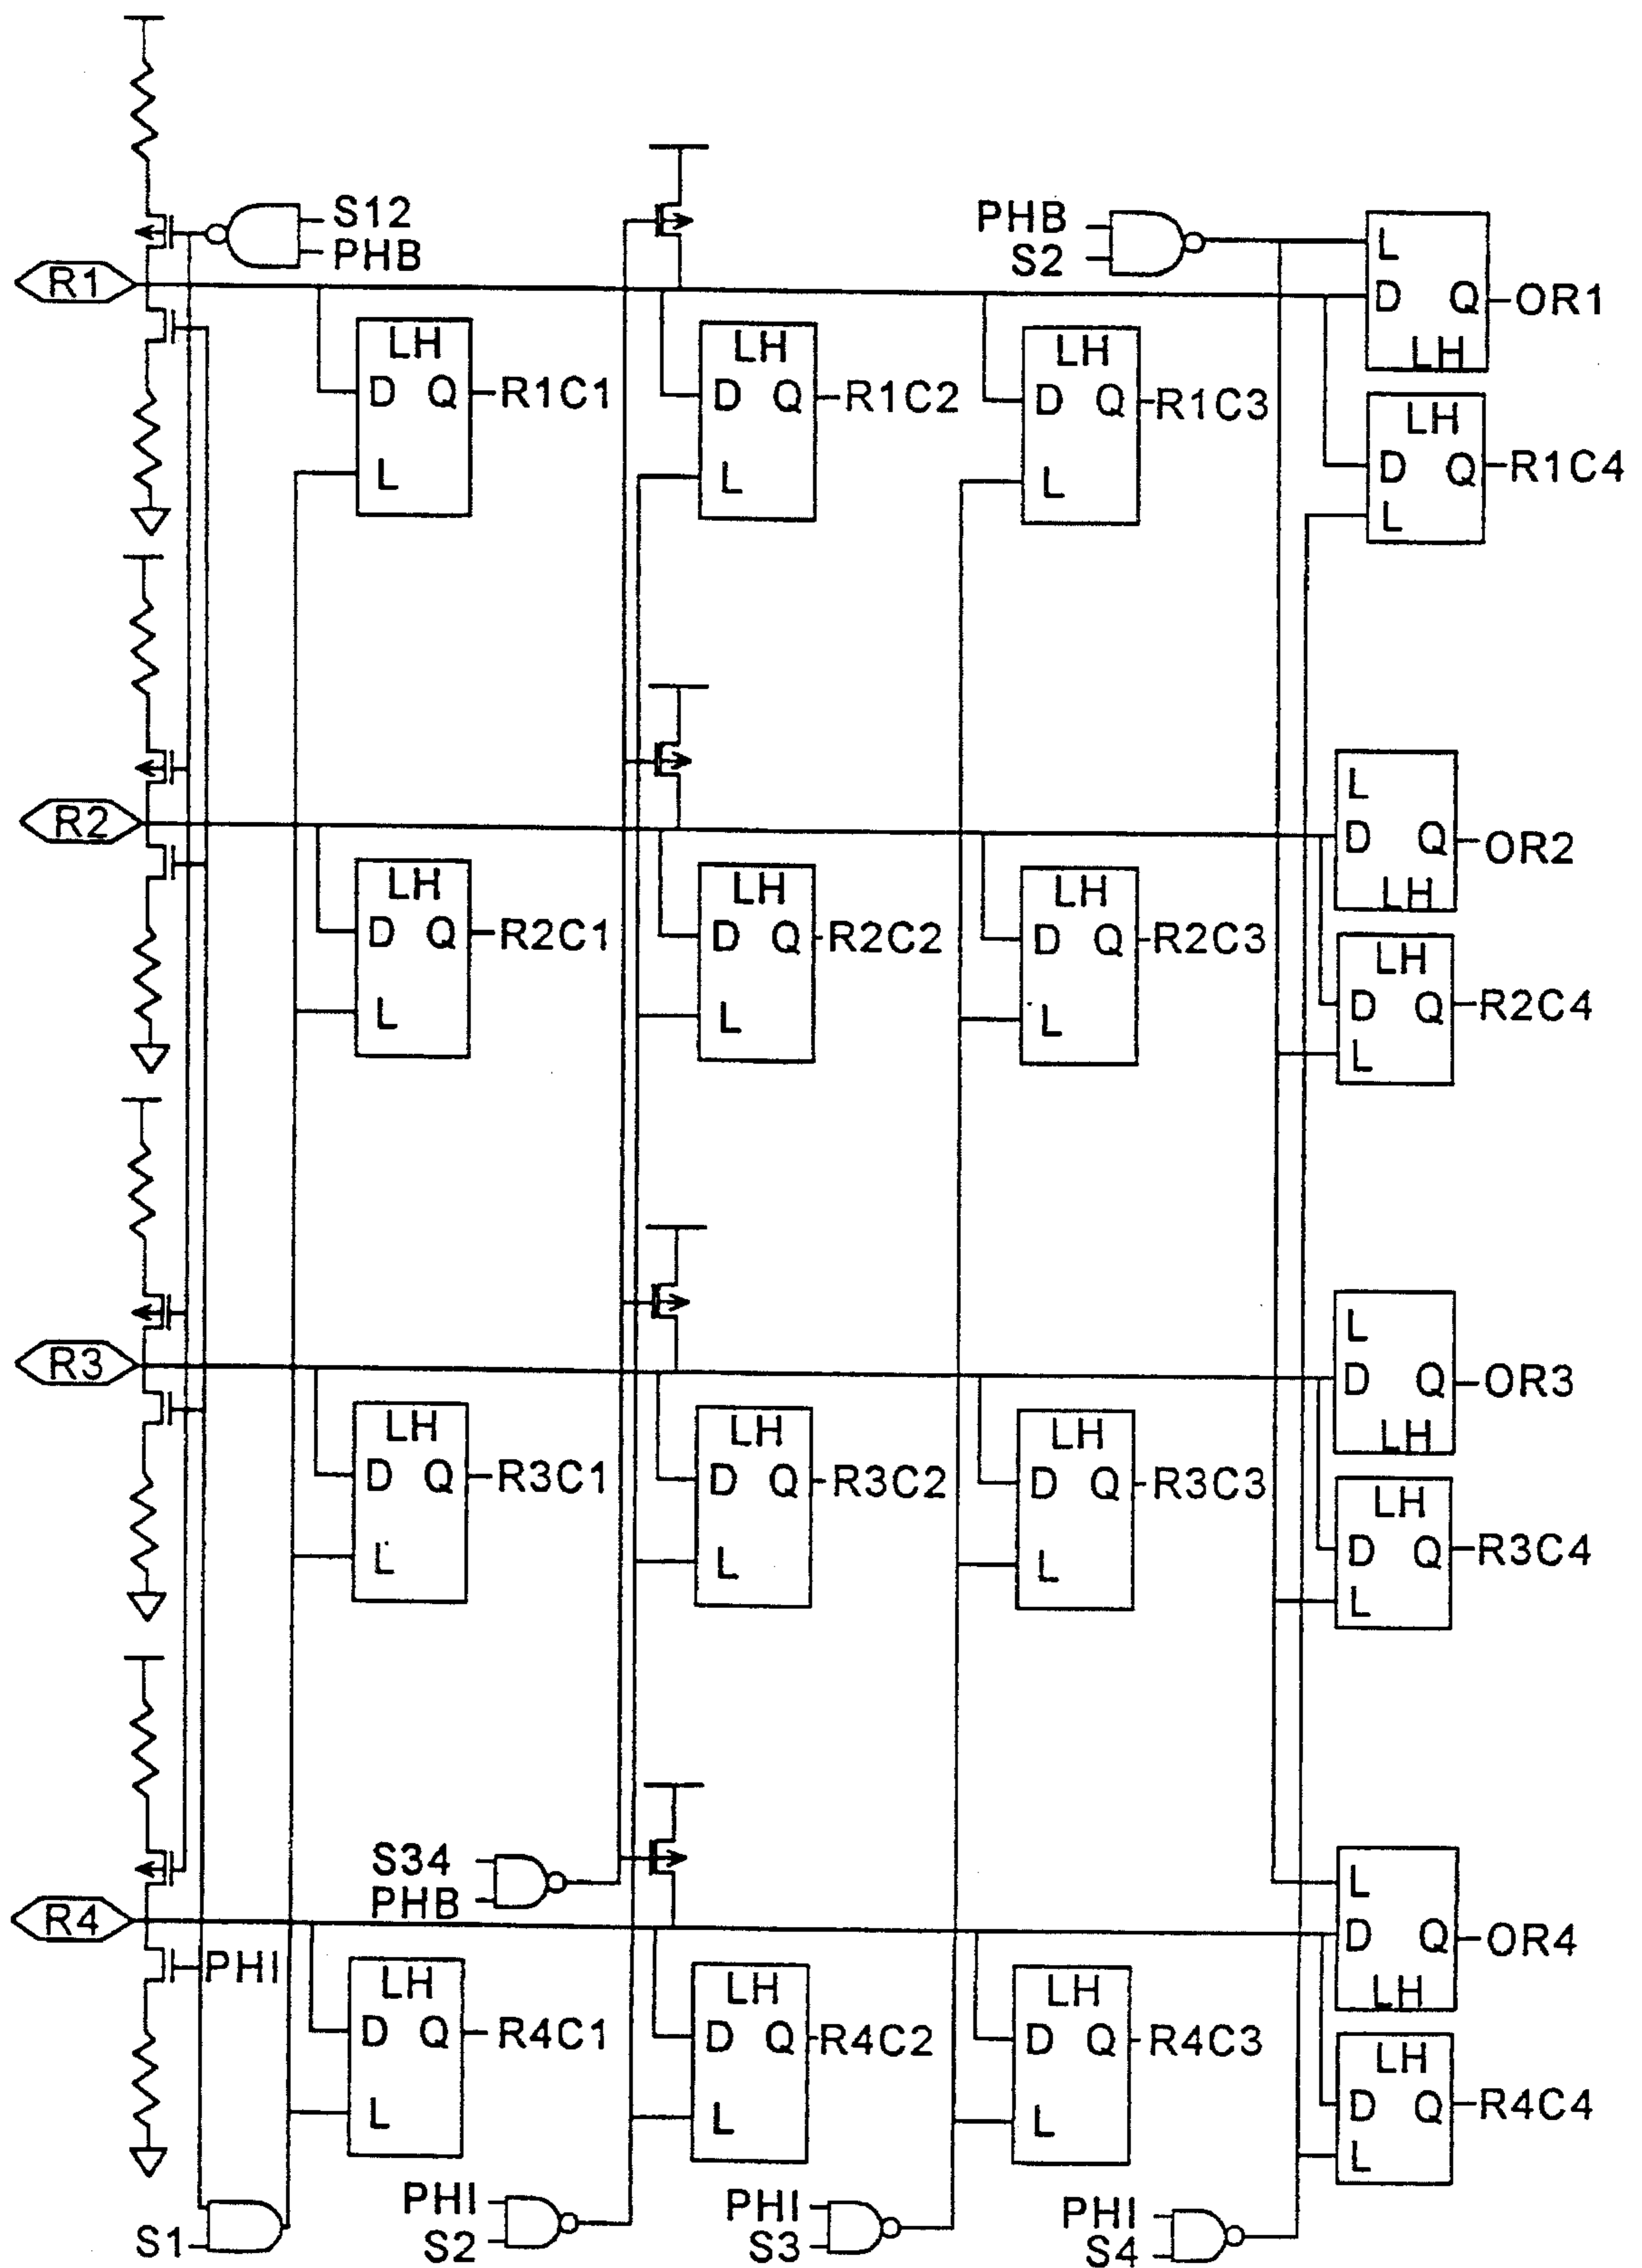 S12
PHB
PHB
S2
L
R1
D Q OR1
LH
LH LH LH
D Q R1C1 D Q R1C2 D Q R1C3
LH
D Q R1C4
L L L
L
L
R2
D Q OR2
LH
LH LH LH
D Q R2C1 D Q R2C2 D Q R2C3
LH
D Q R2C4
L L L
L
L
R3
D Q OR3
LH
LH LH LH
D Q R3C1 D Q R3C2 D Q R3C3
LH
D Q R3C4
L L L
L
S34
PHB
L
R4
D Q OR4
PHI
LH
LH LH LH
D Q R4C1 D Q R4C2 D Q R4C3
LH
D Q R4C4
L L L
L
S1
PHI
S2
PHI
S3
PHI
S4